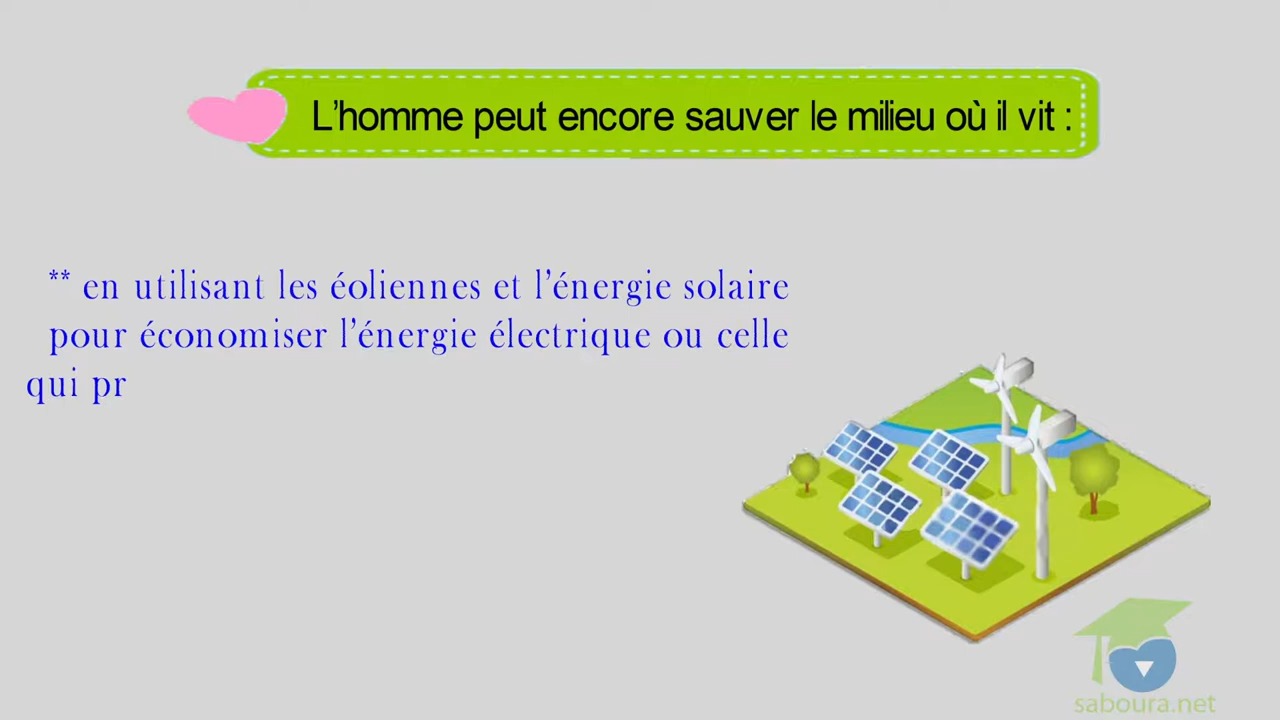 L'homme peut encore sauver le milieu où il vit :
** en utilisant les éoliennes et l'énergie solaire
pour économiser l'énergie électrique ou celle
qui pr
saboura.net